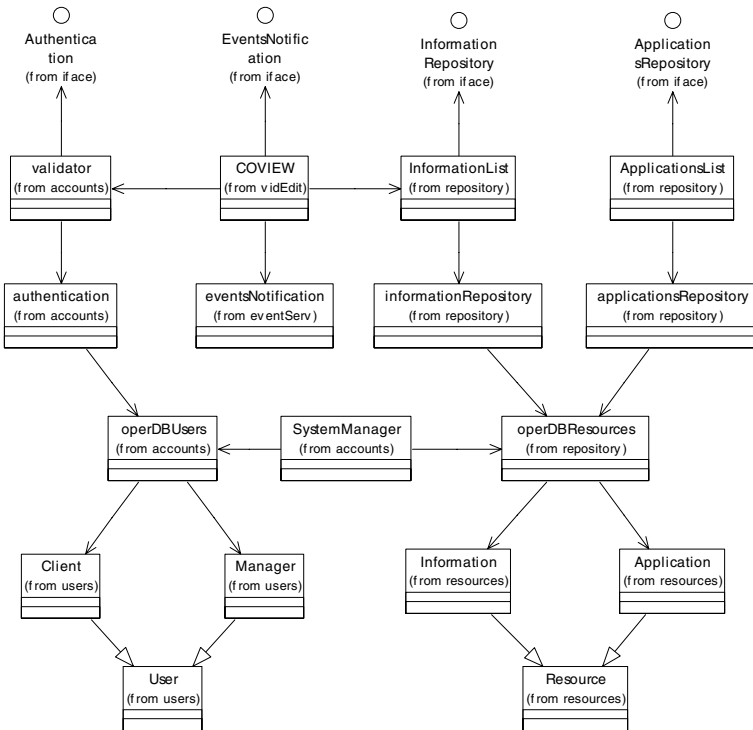 Authentica
tion
(from iface)
EventsNotific
ation
(from iface)
Information
Repository
(from iface)
Application
sRepository
(from iface)
validator
(from accounts)
COVIEW
(from vidEdit)
InformationList
(from repository)
ApplicationsList
(from repository)
authentication
(from accounts)
eventsNotification
(from eventServ)
informationRepository
(from repository)
applicationsRepository
(from repository)
operDBUsers
(from accounts)
SystemManager
(from accounts)
operDBResources
(from repository)
Client
(from users)
Manager
(from users)
Information
(from resources)
Application
(from resources)
User
(from users)
Resource
(from resources)